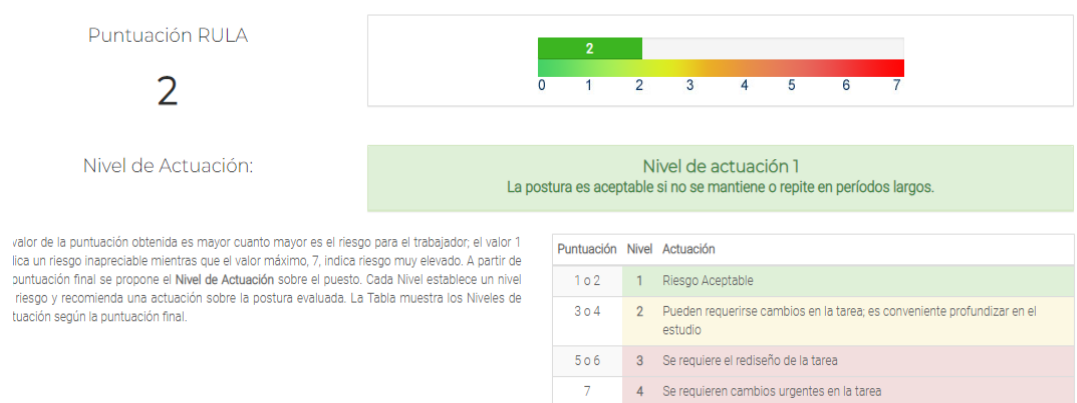 Puntuación RULA
2
2
0 1 2 3 4 5 6 7
Nivel de Actuación:
Nivel de actuación 1
La postura es aceptable si no se mantiene o repite en períodos largos.
valor de la puntuación obtenida es mayor cuanto mayor es el riesgo para el trabajador; el valor 1
lica un riesgo inapreciable mientras que el valor máximo, 7, indica riesgo muy elevado. A partir de
puntuación final se propone el Nivel de Actuación sobre el puesto. Cada Nivel establece un nivel
riesgo y recomienda una actuación sobre la postura evaluada. La Tabla muestra los Niveles de
tuación según la puntuación final.
Puntuación Nivel Actuación
1 o 2 1 Riesgo Aceptable
3 o 4 2 Pueden requerirse cambios en la tarea; es conveniente profundizar en el
estudio
5 o 6 3 Se requiere el rediseño de la tarea
7 4 Se requieren cambios urgentes en la tarea